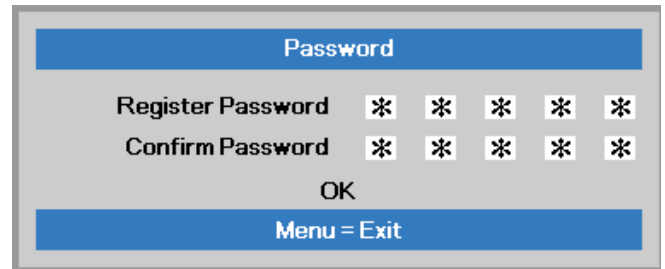 Password
Register Password * * * * *
Confirm Password * * * * *
OK
Menu = Exit